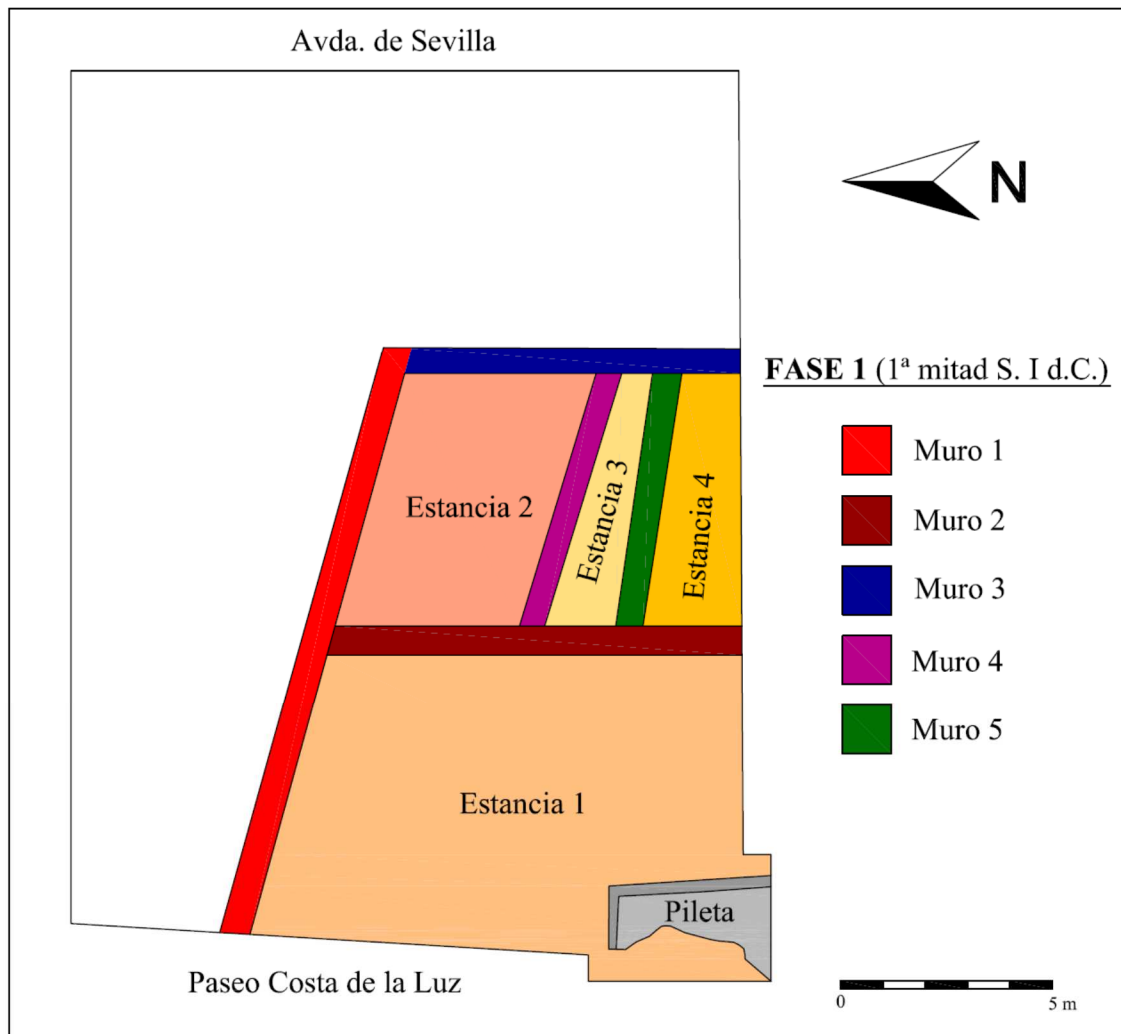 Avda. de Sevilla
N
FASE 1 (1ª mitad S. I d.C.)
Muro 1
Muro 2
Muro 3
Muro 4
Muro 5
Estancia 2
Estancia 3
Estancia 4
Estancia 1
Pileta
Paseo Costa de la Luz
0 5 m